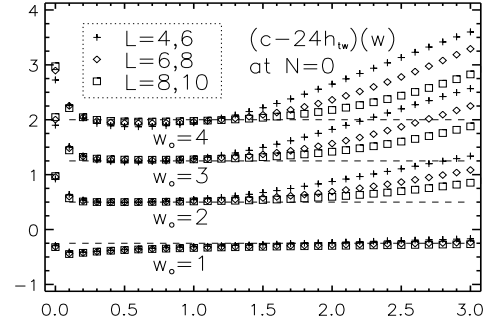 L=4,6
L=6,8
L=8,10
(c−24h_tw)(w)
at N=0
w_o=4
w_o=3
w_o=2
w_o=1
4
3
2
1
0
−1
0.0 0.5 1.0 1.5 2.0 2.5 3.0